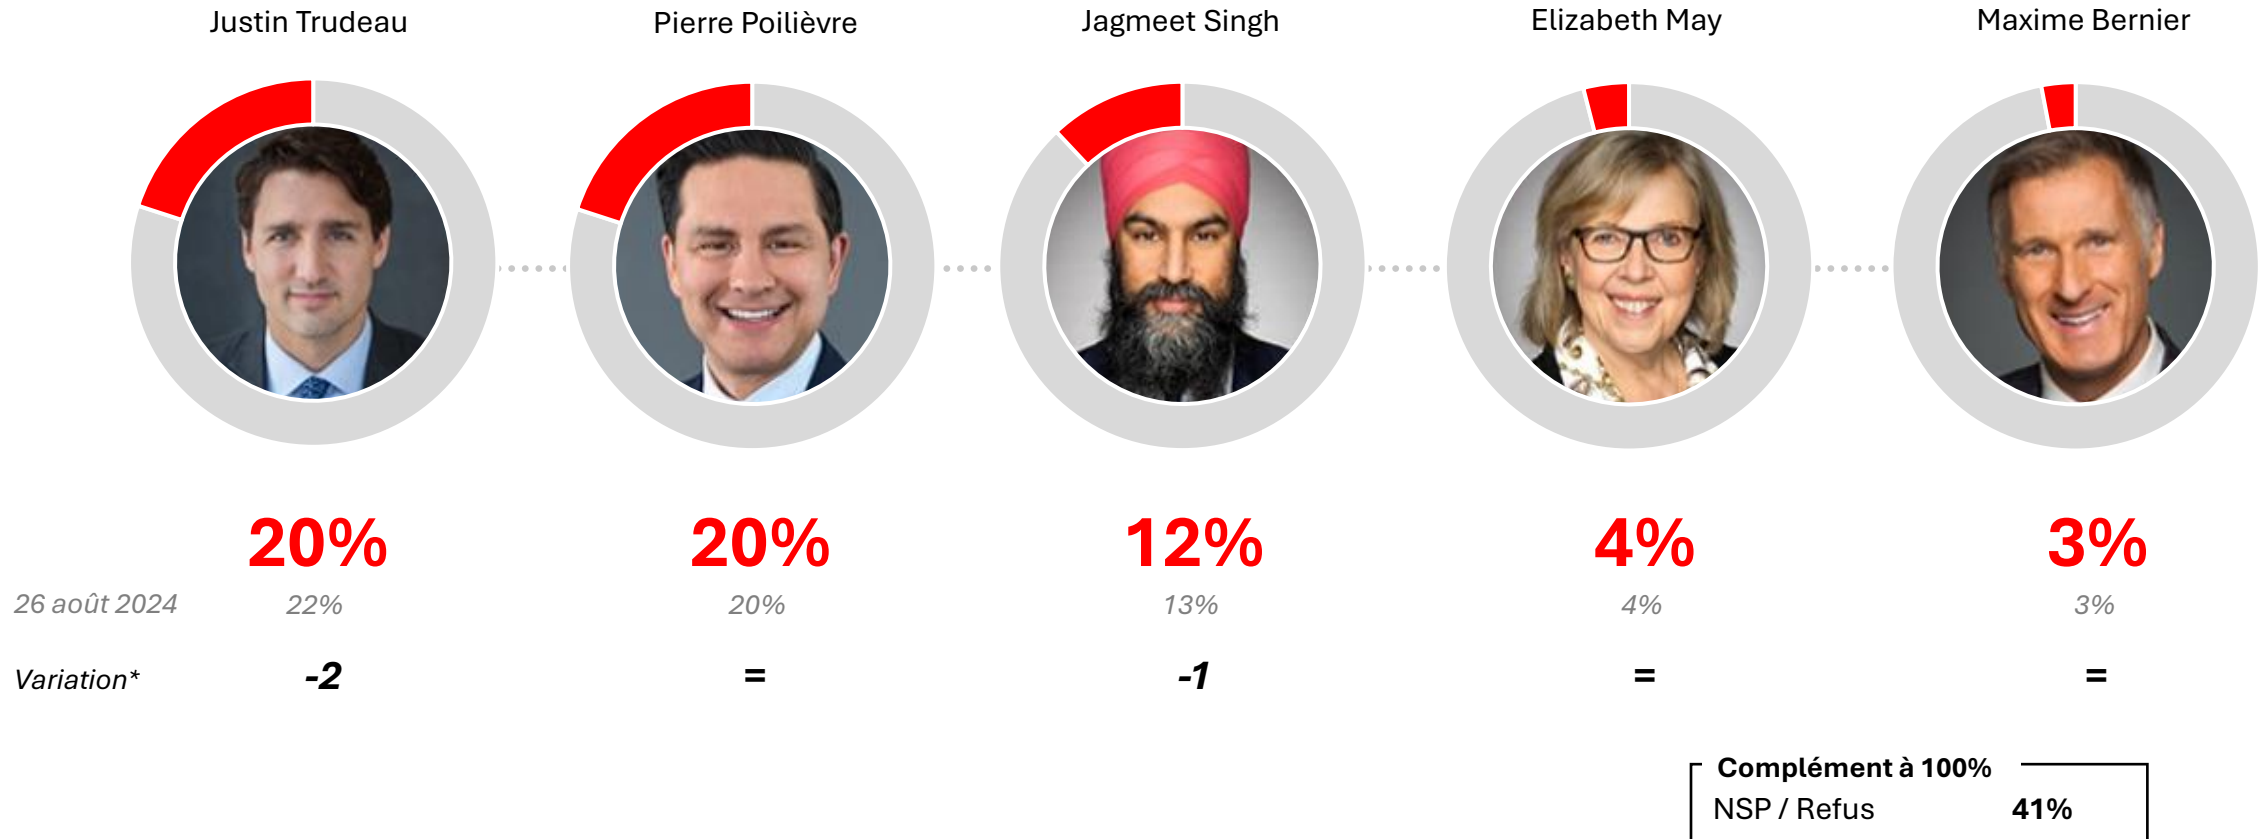 Justin Trudeau Pierre Poilièvre Jagmeet Singh Elizabeth May Maxime Bernier
20% 20% 12% 4% 3%
26 août 2024 22% 20% 13% 4% 3%
Variation* -2 = -1 = =
Complément à 100%
NSP / Refus 41%